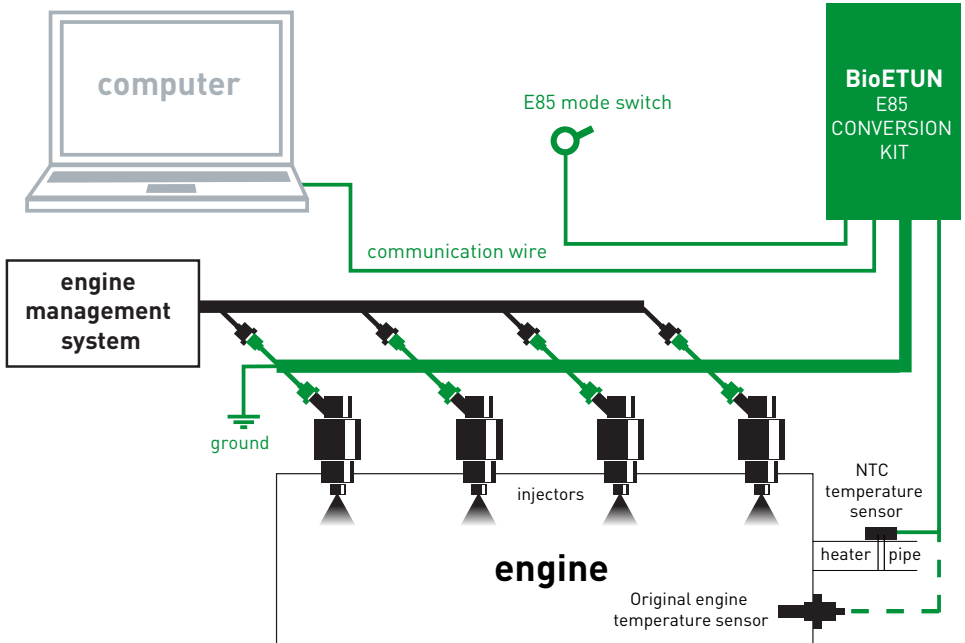 computer
E85 mode switch
BioETUN
E85
CONVERSION
KIT
communication wire
engine
management
system
ground
injectors
NTC
temperature
sensor
heater pipe
engine
Original engine
temperature sensor